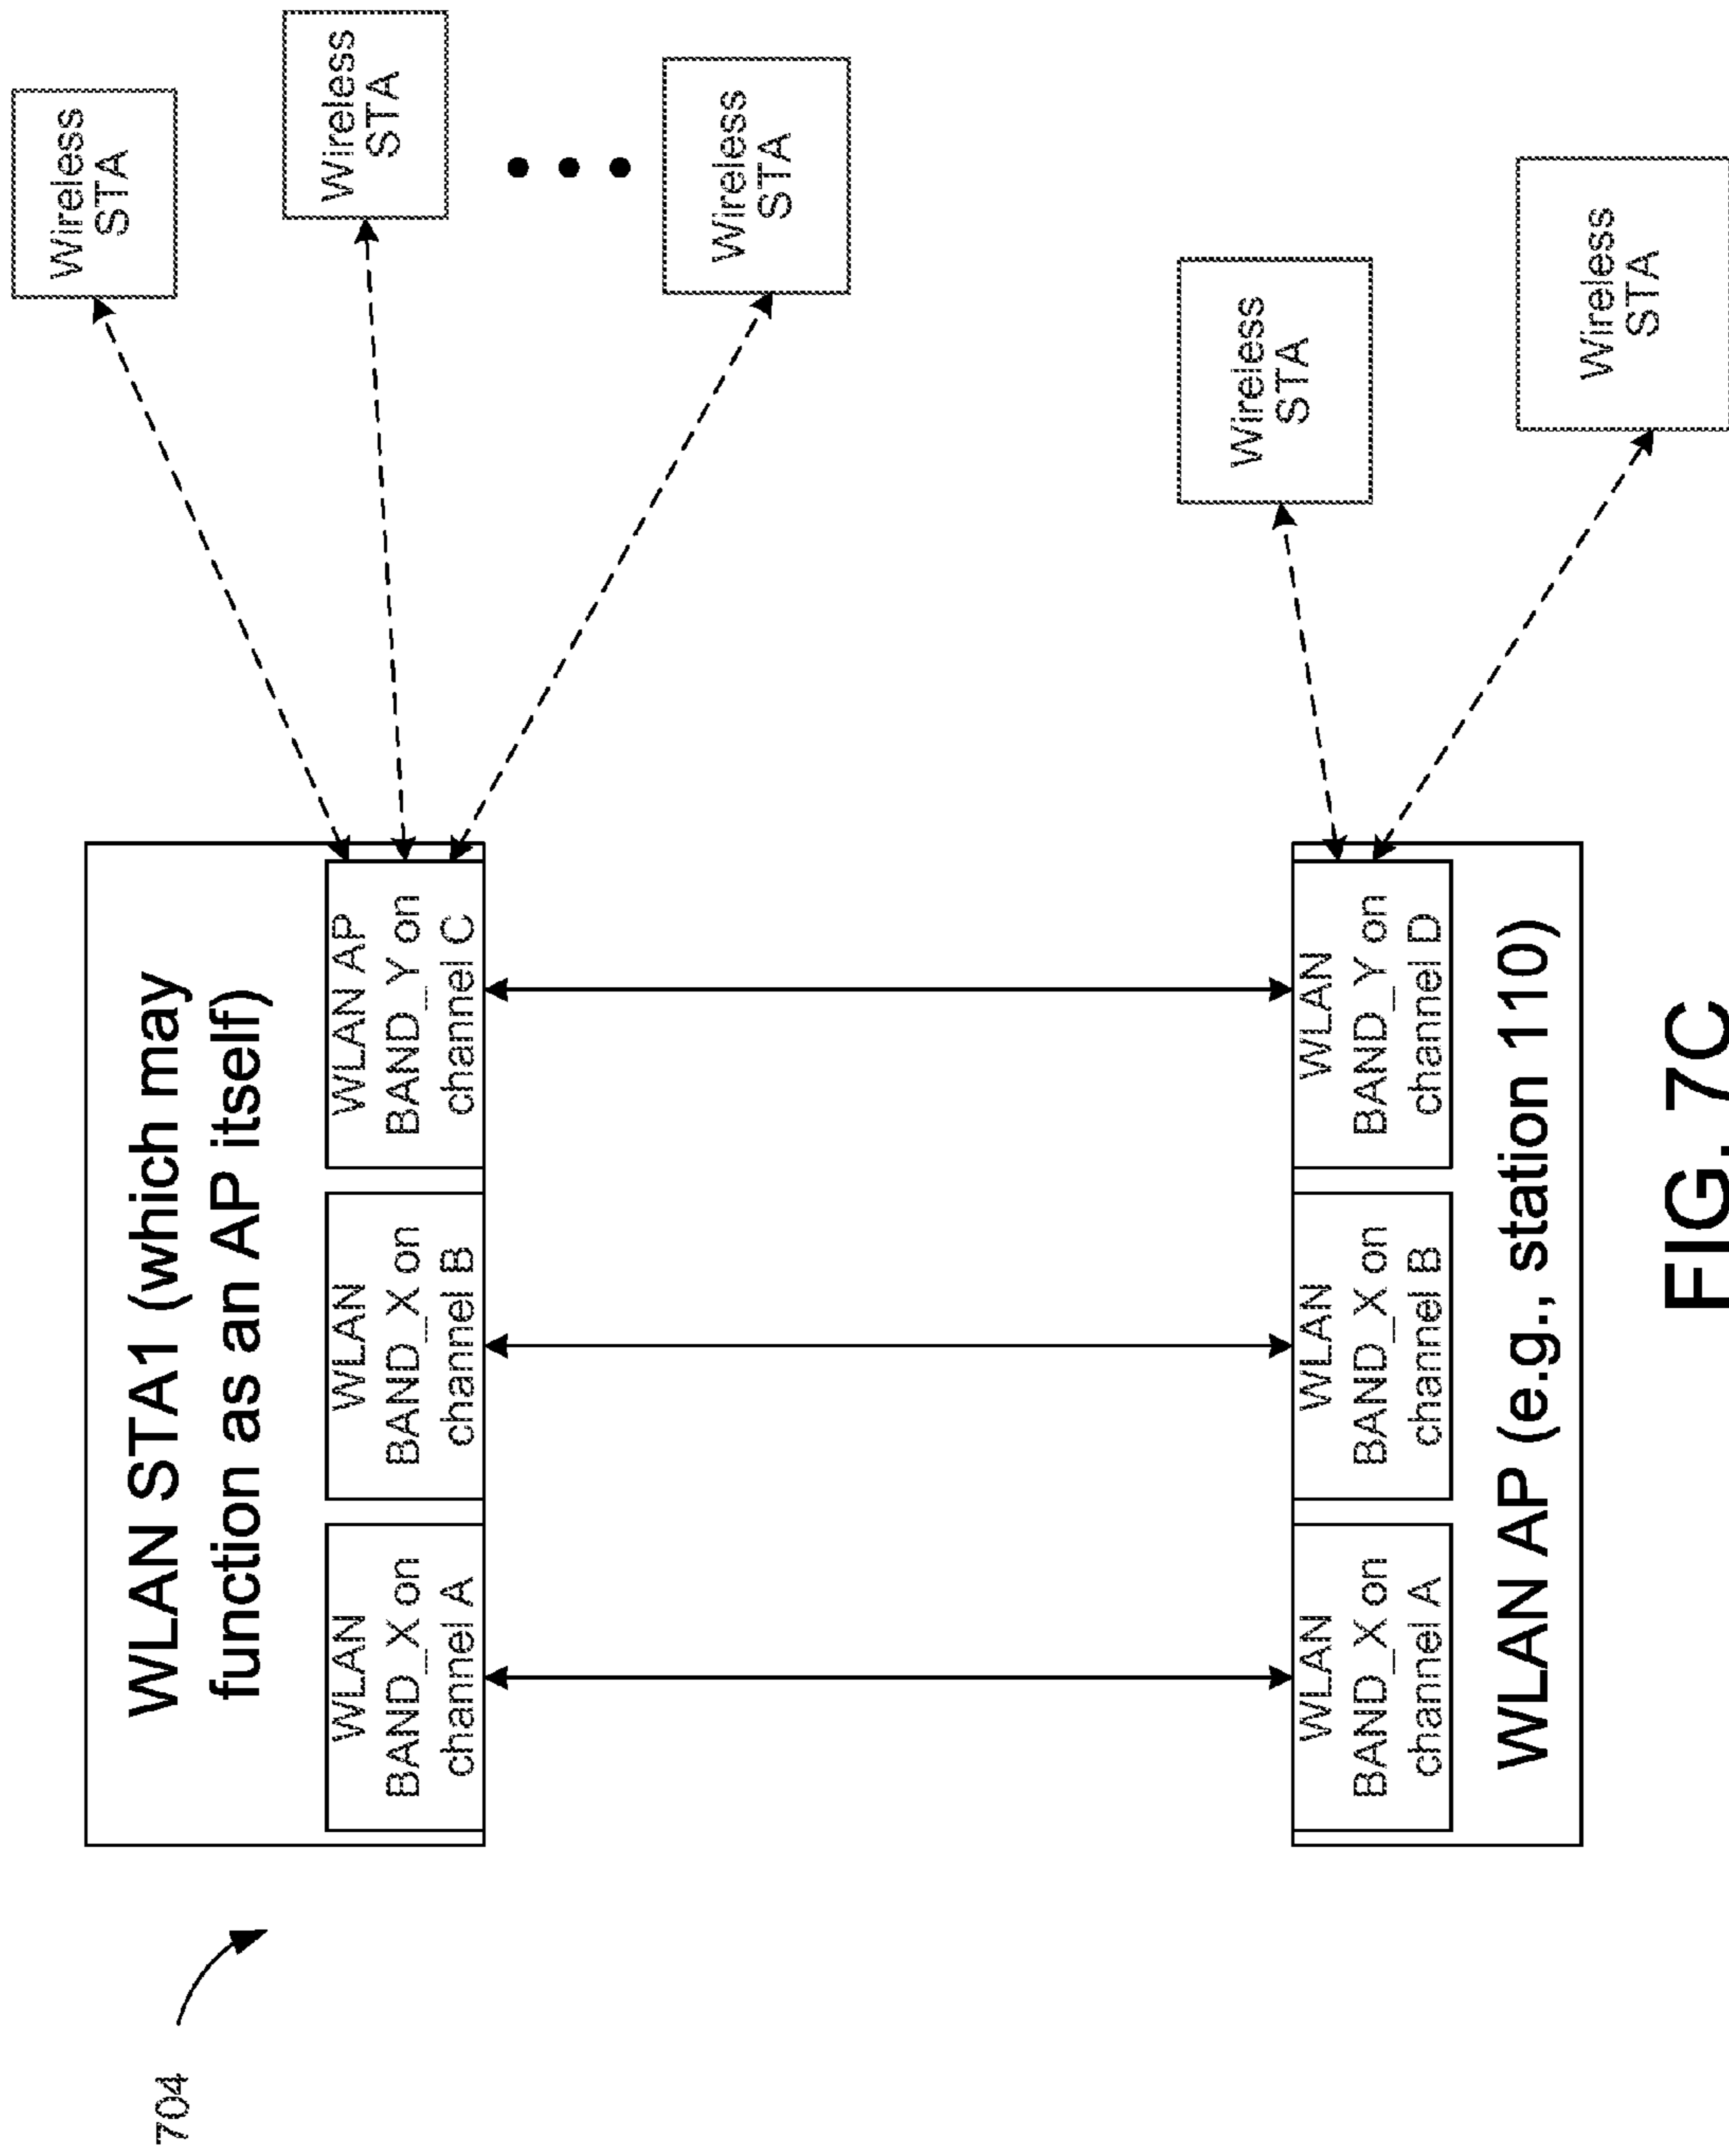 704
WLAN STA1 (which may
function as an AP itself)
WLAN
BAND_X on
channel A
WLAN
BAND_X on
channel B
WLAN AP
BAND_Y on
channel C
Wireless
STA
Wireless
STA
Wireless
STA
WLAN
BAND_X on
channel A
WLAN
BAND_X on
channel B
WLAN
BAND_Y on
channel D
WLAN AP (e.g., station 110)
Wireless
STA
Wireless
STA
FIG. 7C